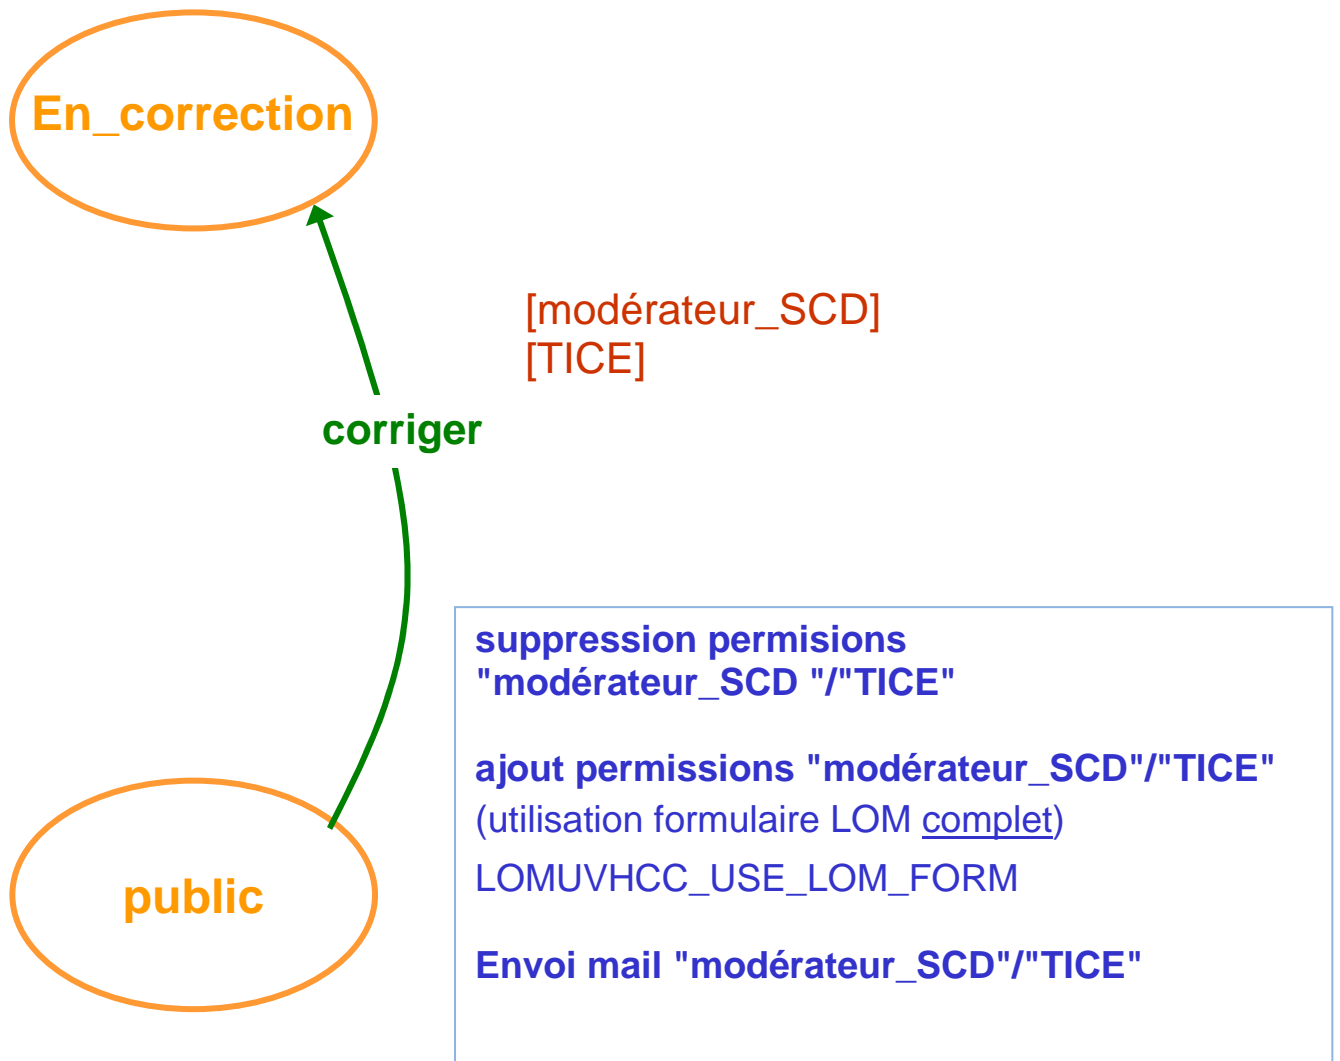 En_correction
[modérateur_SCD]
[TICE]
corriger
suppression permisions
"modérateur_SCD "/"TICE"
ajout permissions "modérateur_SCD"/"TICE"
(utilisation formulaire LOM complet)
LOMUVHCC_USE_LOM_FORM
Envoi mail "modérateur_SCD"/"TICE"
public